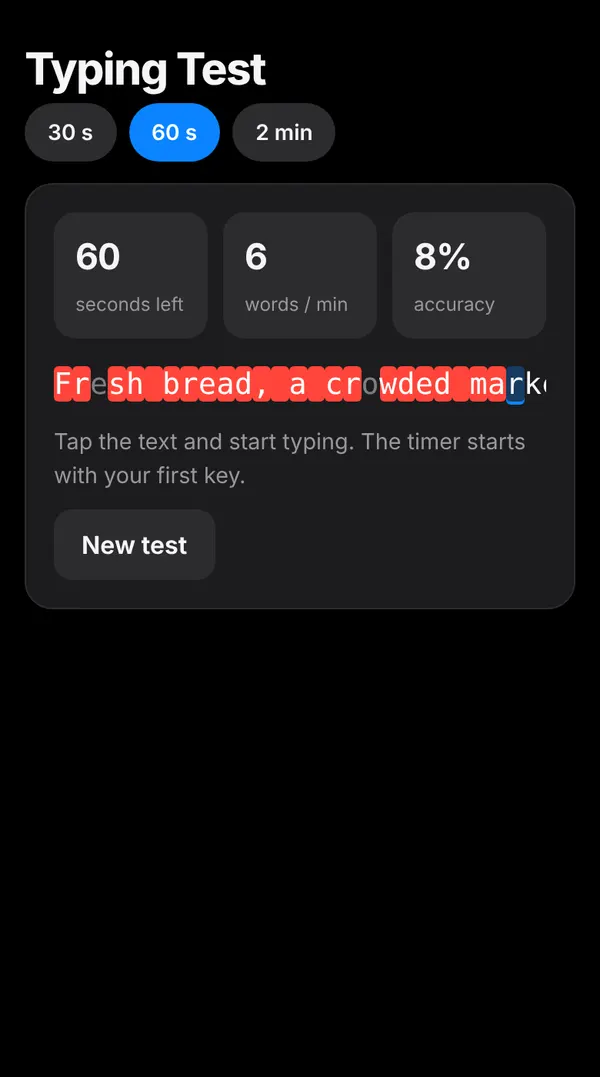 Typing Test
30 s 60 s 2 min
60 6 8%
seconds left words / min accuracy
Fresh bread, a crowded mark
Tap the text and start typing. The timer starts
with your first key.
New test